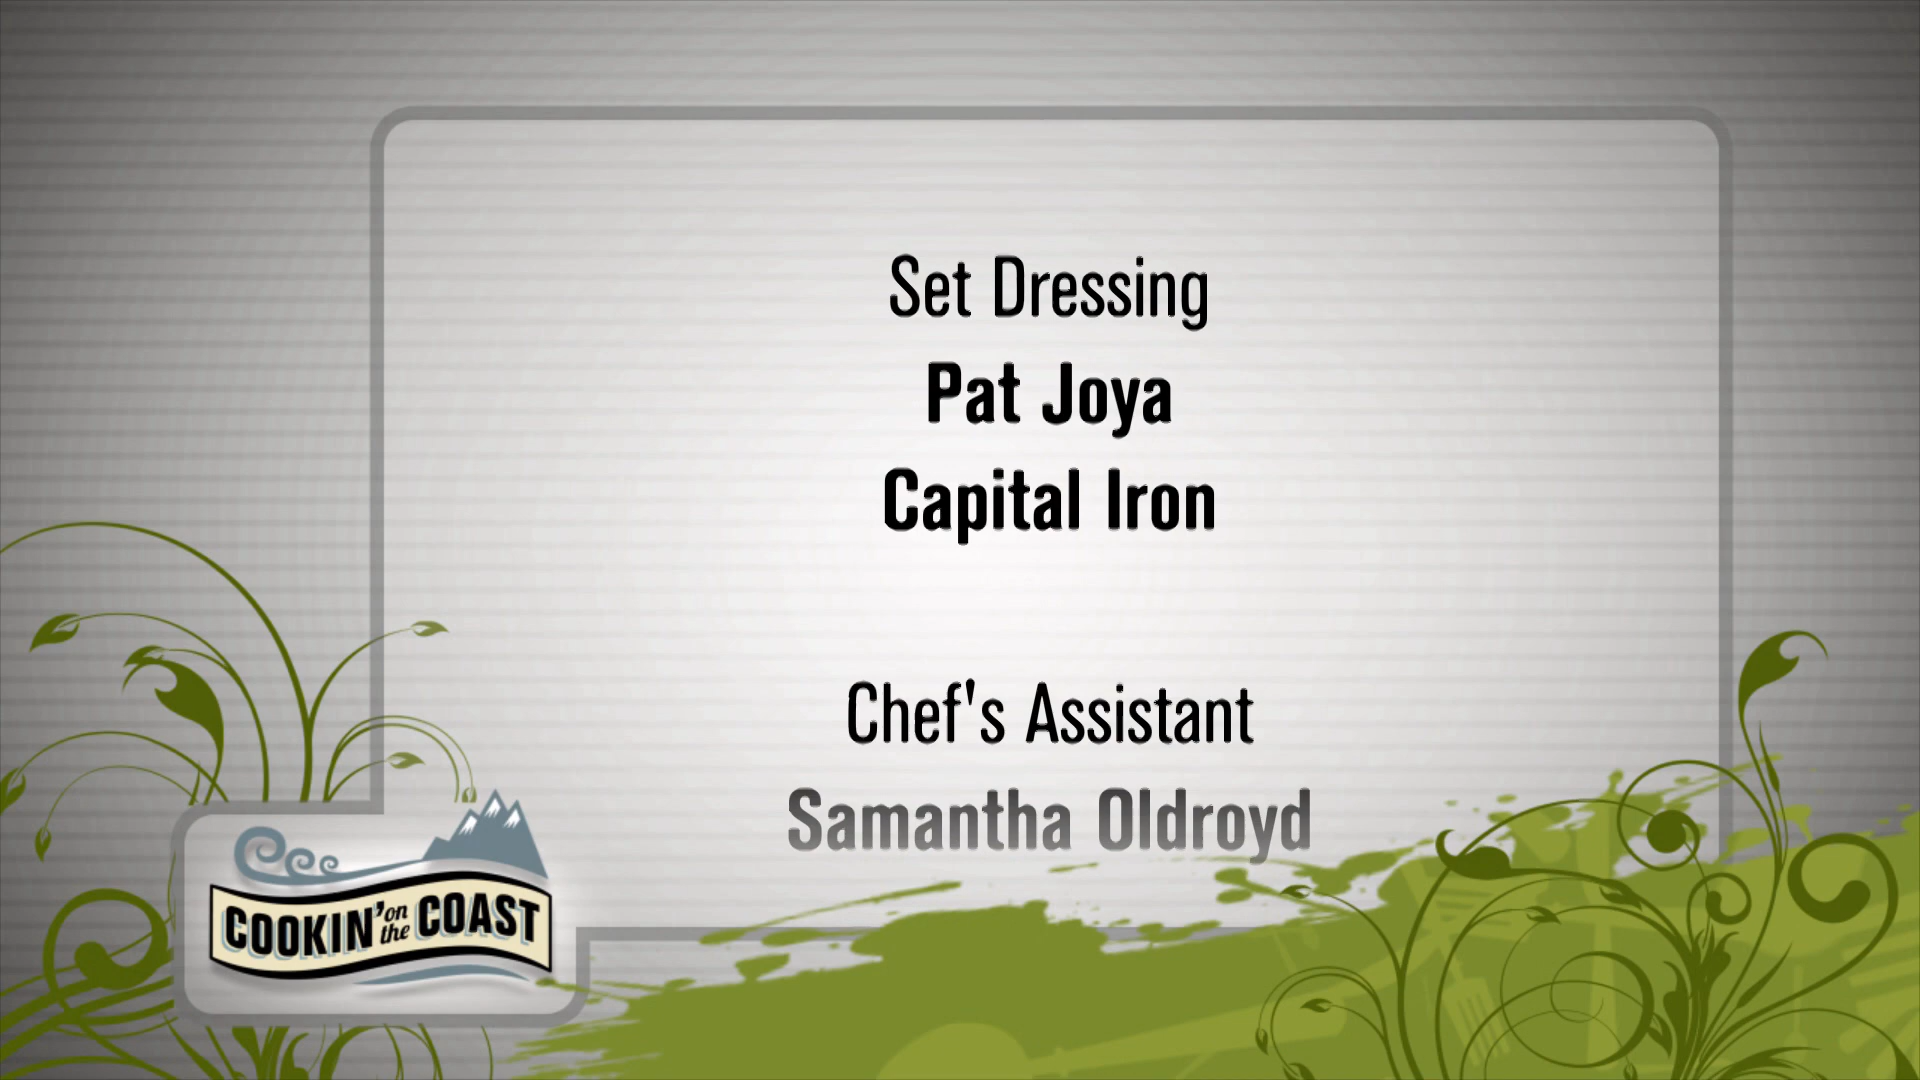 Set Dressing
Pat Joya
Capital Iron
Chef's Assistant
Samantha Oldroyd
COOKIN' on the COAST